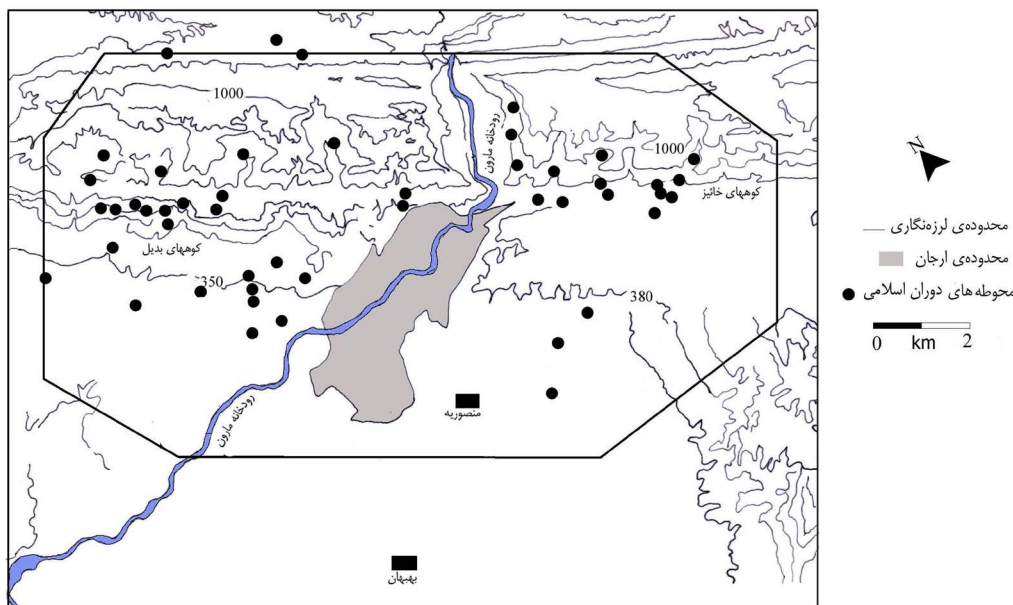 1000
رودخانه مارون
1000
کوههای خائیز
کوههای بدیل
350
380
منصوریه
رودخانه مارون
بهبهان
N
محدوده‌ی لرزه‌نگاری
محدوده‌ی ارجان
محوطه‌های دوران اسلامی
0 km 2